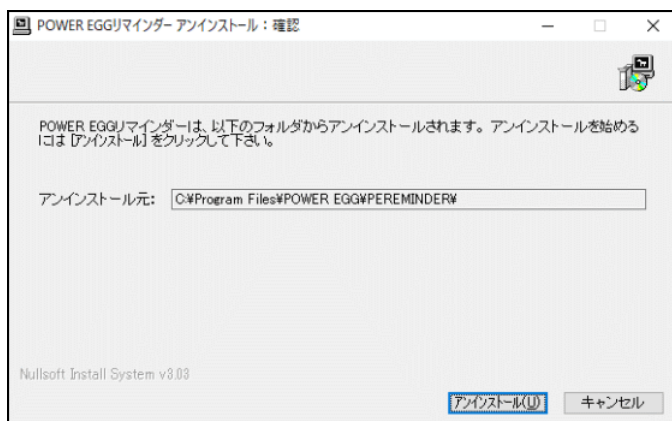 POWER EGGリマインダー アンインストール：確認
POWER EGGリマインダーは、以下のフォルダからアンインストールされます。アンインストールを始める
には [アンインストール] をクリックして下さい。
アンインストール元: C:¥Program Files¥POWER EGG¥PEREMINDER¥
Nullsoft Install System v3.03
アンインストール(U) キャンセル